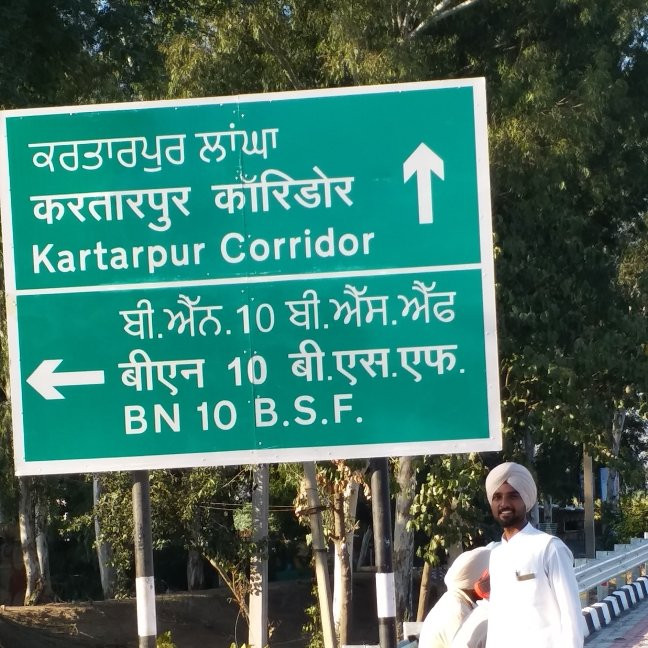 ਕਰਤਾਰਪੁਰ ਲਾਂਘਾ
करतारपुर कॉरिडोर
Kartarpur Corridor
ਬੀ.ਐੱਨ.10 ਬੀ.ਐੱਸ.ਐੱਫ
बीएन 10 बी.एस.एफ.
BN 10 B.S.F.